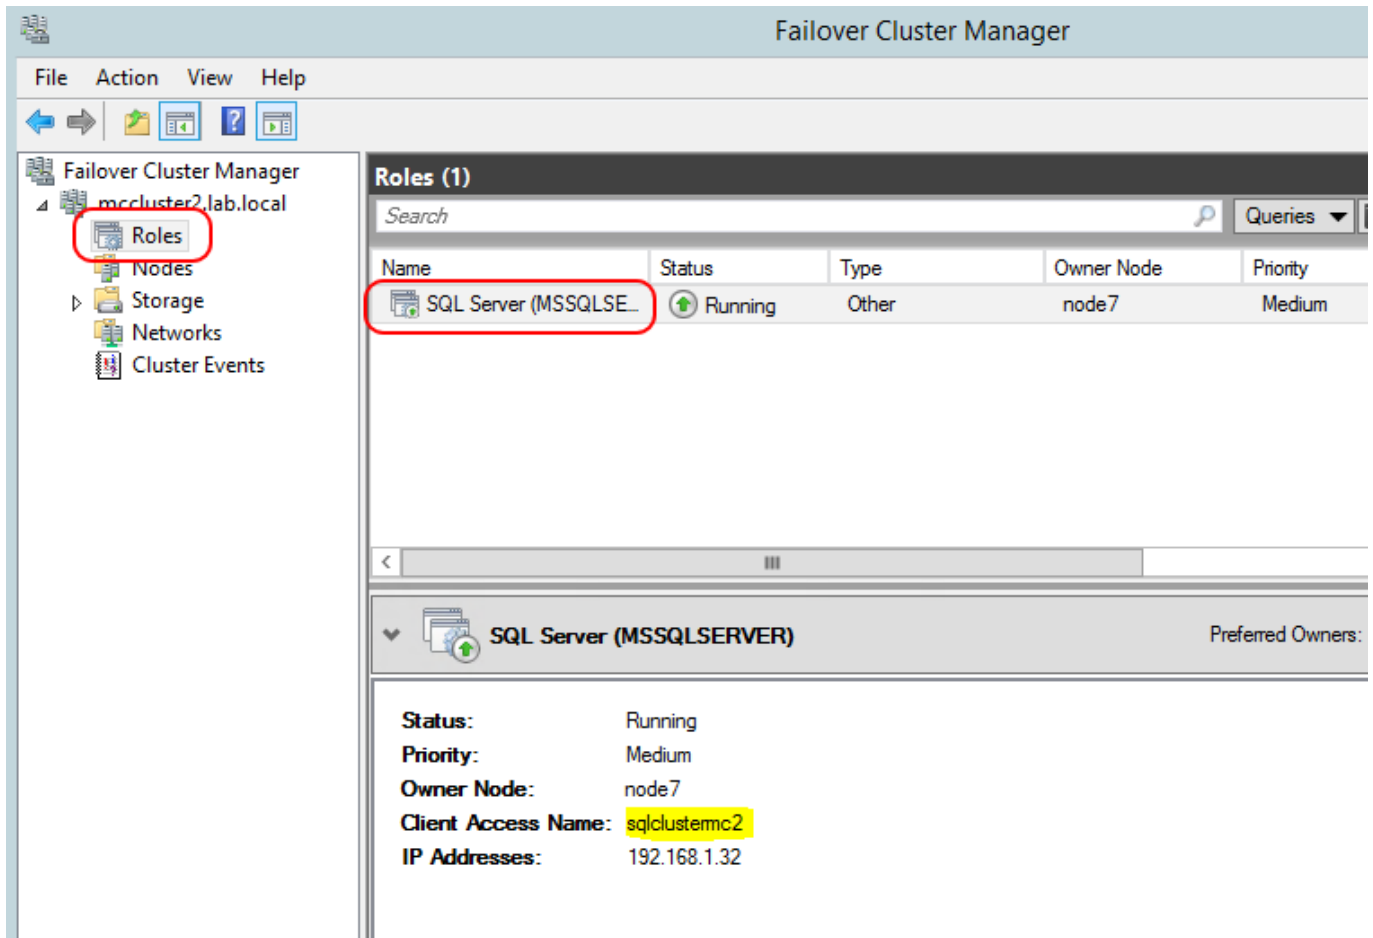 Failover Cluster Manager
File Action View Help
Failover Cluster Manager
mccluster2.lab.local
Roles
Nodes
Storage
Networks
Cluster Events
Roles (1)
Search
Queries
Name Status Type Owner Node Priority
SQL Server (MSSQLSE... Running Other node7 Medium
SQL Server (MSSQLSERVER) Preferred Owners:
Status: Running
Priority: Medium
Owner Node: node7
Client Access Name: sqlclustermc2
IP Addresses: 192.168.1.32